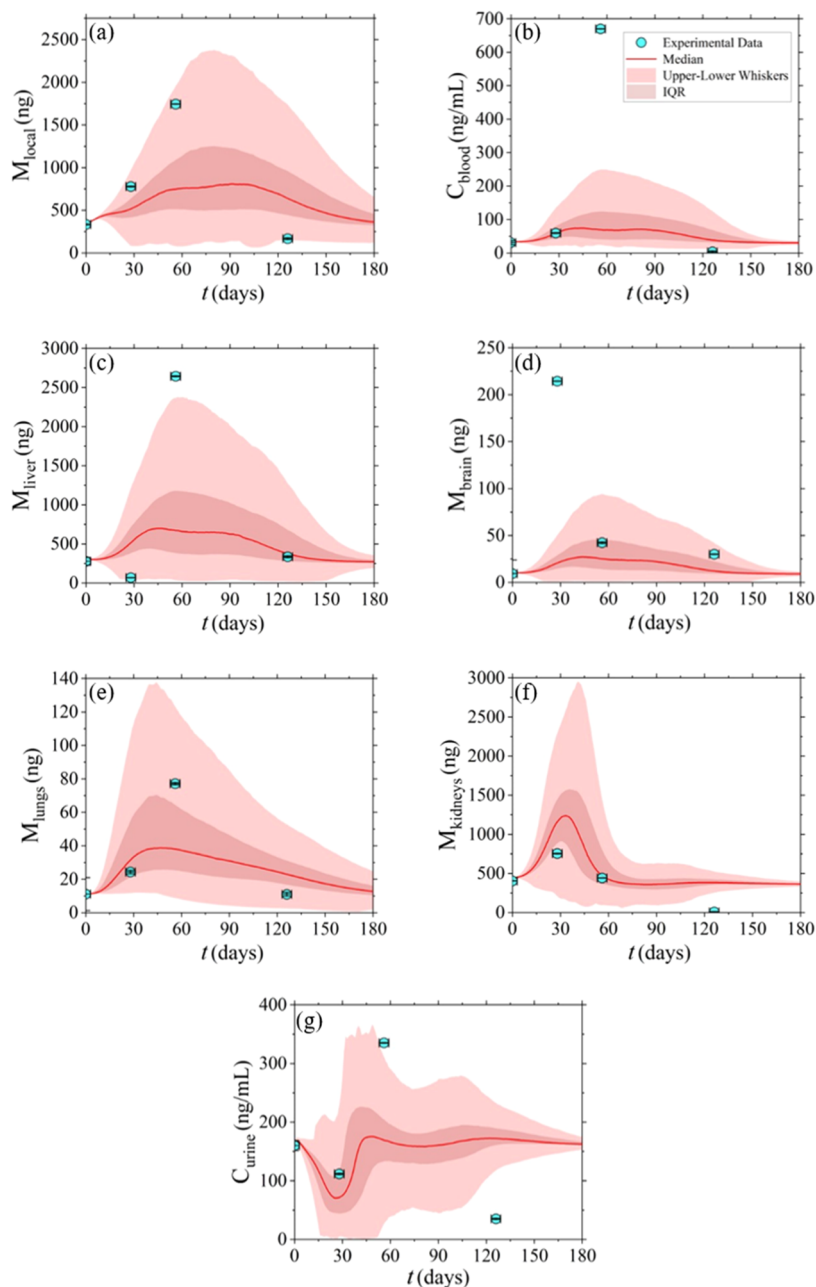 (a)
2500
2000
1500
1000
500
0
M_local (ng)
0 30 60 90 120 150 180
t (days)
(b)
700
600
500
400
300
200
100
0
C_blood (ng/mL)
Experimental Data
Median
Upper-Lower Whiskers
IQR
0 30 60 90 120 150 180
t (days)
(c)
3000
2500
2000
1500
1000
500
0
M_liver (ng)
0 30 60 90 120 150 180
t (days)
(d)
250
200
150
100
50
0
M_brain (ng)
0 30 60 90 120 150 180
t (days)
(e)
140
120
100
80
60
40
20
0
M_lungs (ng)
0 30 60 90 120 150 180
t (days)
(f)
3000
2500
2000
1500
1000
500
0
M_kidneys (ng)
0 30 60 90 120 150 180
t (days)
(g)
400
300
200
100
0
C_urine (ng/mL)
0 30 60 90 120 150 180
t (days)